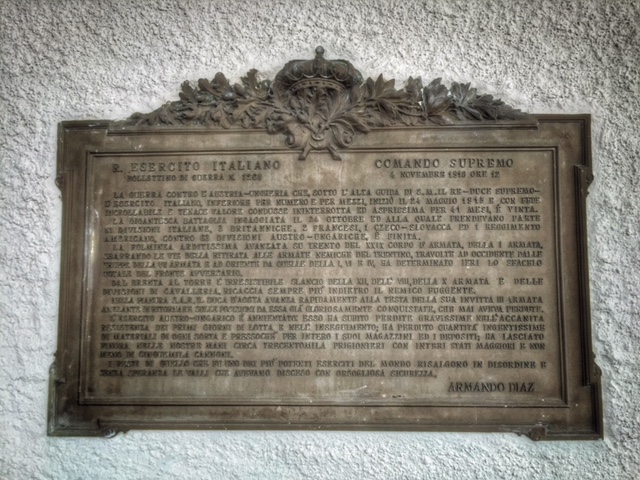 R. ESERCITO ITALIANO COMANDO SUPREMO
BOLLETTINO DI GUERRA N. 1268 4 NOVEMBRE 1918 ORE 12
LA GUERRA CONTRO L'AUSTRIA-UNGHERIA CHE, SOTTO L'ALTA GUIDA DI S.M. IL RE-DUCE SUPREMO-
L'ESERCITO ITALIANO, INFERIORE PER NUMERO E PER MEZZI, INIZIÒ IL 24 MAGGIO 1915 E CON FEDE
INCROLLABILE E TENACE VALORE CONDUSSE ININTERROTTA ED ASPRISSIMA PER 41 MESI, È VINTA.
LA GIGANTESCA BATTAGLIA INGAGGIATA IL 24 OTTOBRE ED ALLA QUALE PRENDEVANO PARTE
51 DIVISIONI ITALIANE, 3 BRITANNICHE, 2 FRANCESI, 1 CZECO-SLOVACCA ED 1 REGGIMENTO
AMERICANO, CONTRO 63 DIVISIONI AUSTRO-UNGARICHE, È FINITA.
LA FULMINEA ARDITISSIMA AVANZATA SU TRENTO DEL XXIX CORPO D'ARMATA, DELLA I ARMATA,
SBARRANDO LE VIE DELLA RITIRATA ALLE ARMATE NEMICHE DEL TRENTINO, TRAVOLTE AD OCCIDENTE DALLE
TRUPPE DELLA VII ARMATA E AD ORIENTE DA QUELLE DELLA I, VI E IV, HA DETERMINATO IERI LO SFACELO
TOTALE DEL FRONTE AVVERSARIO.
DAL BRENTA AL TORRE L'IRRESISTIBILE SLANCIO DELLA XII, DELL'VIII, DELLA X ARMATA E DELLE
DIVISIONI DI CAVALLERIA, RICACCIA SEMPRE PIÙ INDIETRO IL NEMICO FUGGENTE.
NELLA PIANURA S.A.R. IL DUCA D'AOSTA AVANZA RAPIDAMENTE ALLA TESTA DELLA SUA INVITTA III ARMATA
ANELANTE DI RITORNARE SULLE POSIZIONI DA ESSA GIÀ GLORIOSAMENTE CONQUISTATE, CHE MAI AVEVA PERDUTE.
L'ESERCITO AUSTRO-UNGARICO È ANNIENTATO: ESSO HA SUBITO PERDITE GRAVISSIME NELL'ACCANITA
RESISTENZA DEI PRIMI GIORNI DI LOTTA E NELL'INSEGUIMENTO; HA PERDUTO QUANTITÀ INGENTISSIME
DI MATERIALI DI OGNI SORTA E PRESSOCHÈ PER INTERO I SUOI MAGAZZINI ED I DEPOSITI; HA LASCIATO
FINORA NELLE NOSTRE MANI CIRCA TRECENTOMILA PRIGIONIERI CON INTERI STATI MAGGIORI E NON
MENO DI CINQUEMILA CANNONI.
I RESTI DI QUELLO CHE FU UNO DEI PIÙ POTENTI ESERCITI DEL MONDO RISALGONO IN DISORDINE E
SENZA SPERANZA LE VALLI CHE AVEVANO DISCESO CON ORGOGLIOSA SICUREZZA.
ARMANDO DIAZ